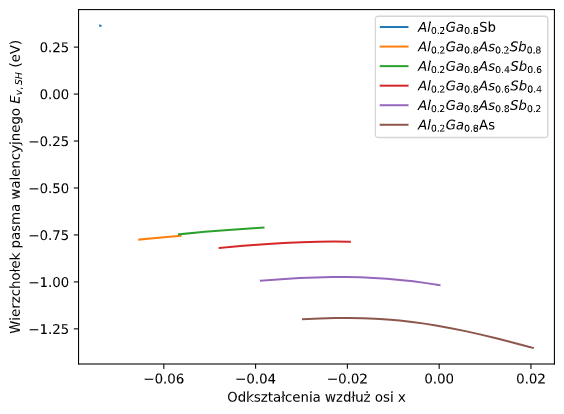 Al0.2Ga0.8Sb
Al0.2Ga0.8As0.2Sb0.8
Al0.2Ga0.8As0.4Sb0.6
Al0.2Ga0.8As0.6Sb0.4
Al0.2Ga0.8As0.8Sb0.2
Al0.2Ga0.8As
Wierzchołek pasma walencyjnego Ev,SH (eV)
0.25
0.00
−0.25
−0.50
−0.75
−1.00
−1.25
−0.06
−0.04
−0.02
0.00
0.02
Odkształcenia wzdłuż osi x